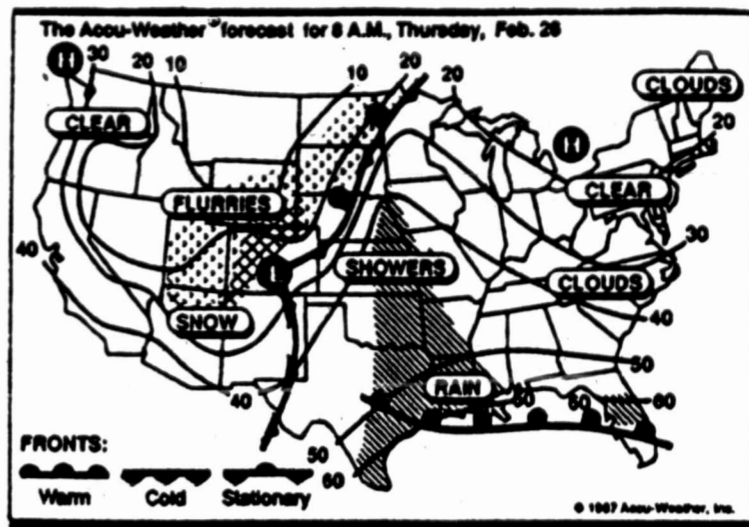 The Accu-Weather forecast for 8 A.M., Thursday, Feb. 26
H 30 20 10 10 20 20
CLOUDS
CLEAR
20
H
FLURRIES
CLEAR
40
30
SHOWERS
CLOUDS
SNOW
40
50
40
RAIN
60 60 60
FRONTS:
50
60
Warm Cold Stationary
© 1987 Accu-Weather, Inc.